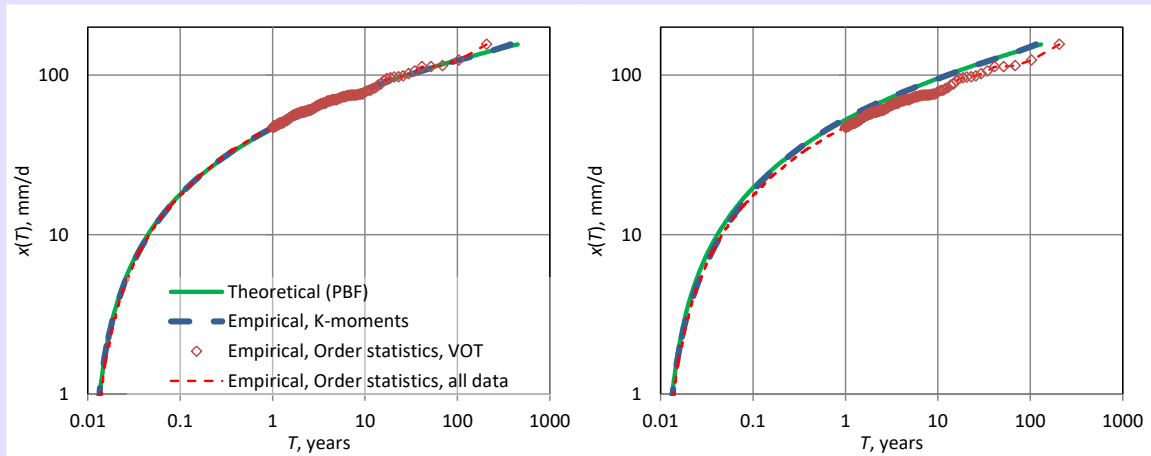 100
10
1
x(T), mm/d
Theoretical (PBF)
Empirical, K-moments
Empirical, Order statistics, VOT
Empirical, Order statistics, all data
0.01 0.1 1 10 100 1000
T, years
100
10
1
x(T), mm/d
0.01 0.1 1 10 100 1000
T, years